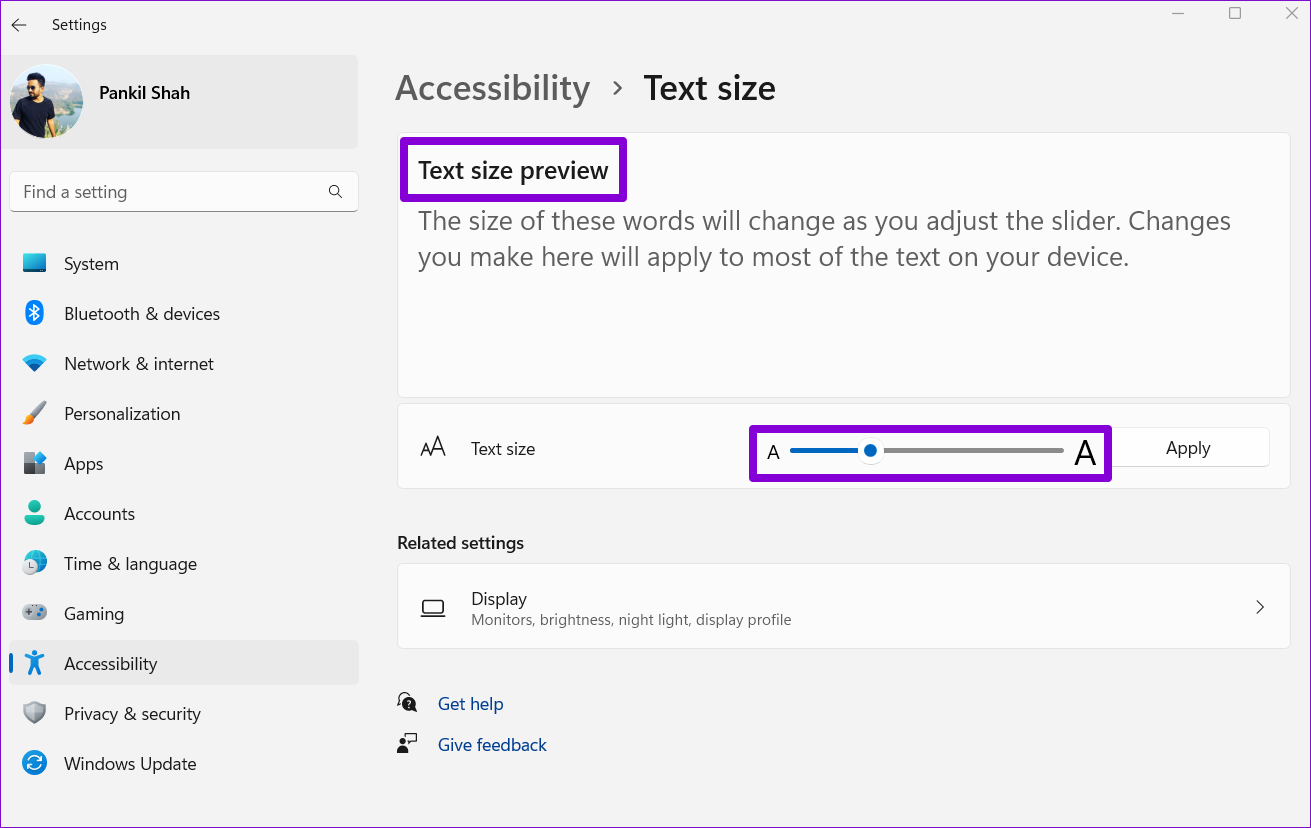 Settings
Pankil Shah
Find a setting
System
Bluetooth & devices
Network & internet
Personalization
Apps
Accounts
Time & language
Gaming
Accessibility
Privacy & security
Windows Update
Accessibility > Text size
Text size preview
The size of these words will change as you adjust the slider. Changes
you make here will apply to most of the text on your device.
Text size
A A
Apply
Related settings
Display
Monitors, brightness, night light, display profile
Get help
Give feedback